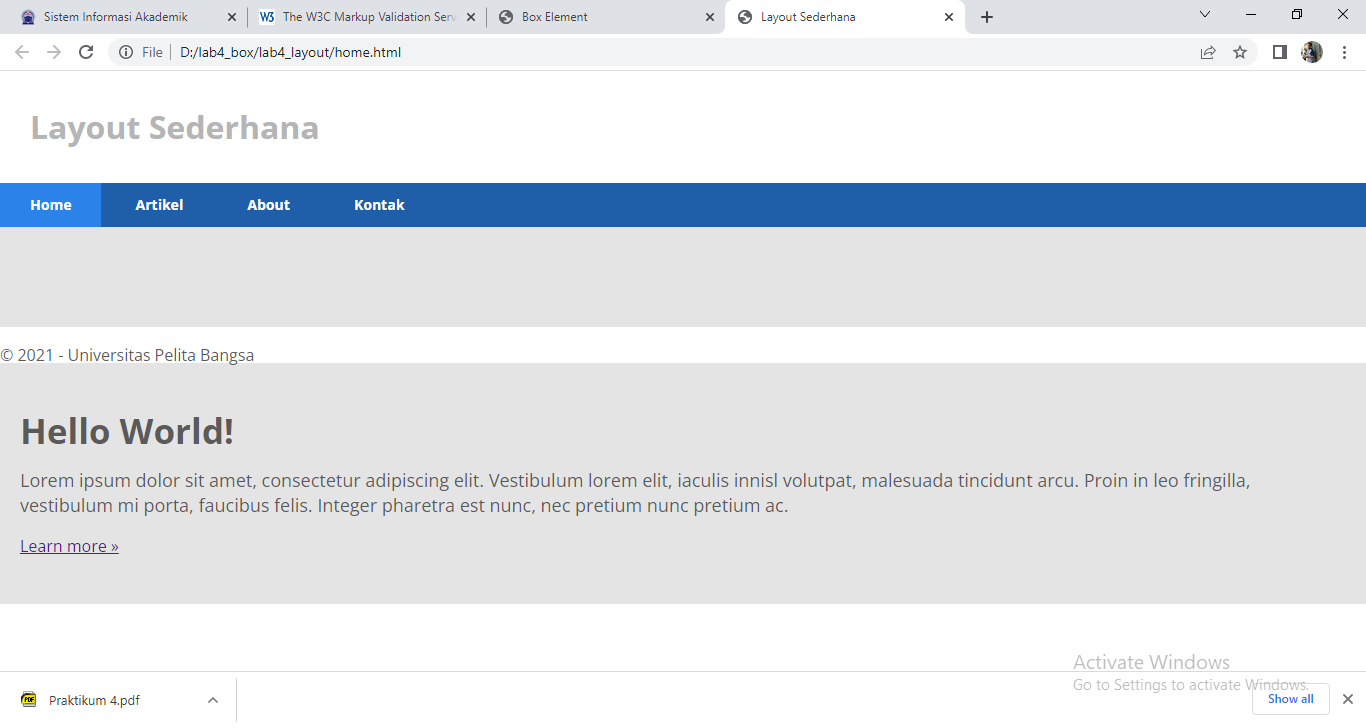 Sistem Informasi Akademik
The W3C Markup Validation Serv
Box Element
Layout Sederhana
File
D:/lab4_box/lab4_layout/home.html
Layout Sederhana
Home
Artikel
About
Kontak
© 2021 - Universitas Pelita Bangsa
Hello World!
Lorem ipsum dolor sit amet, consectetur adipiscing elit. Vestibulum lorem elit, iaculis innisl volutpat, malesuada tincidunt arcu. Proin in leo fringilla,
vestibulum mi porta, faucibus felis. Integer pharetra est nunc, nec pretium nunc pretium ac.
Learn more »
Activate Windows
Go to Settings to activate Windows.
PDF
Praktikum 4.pdf
Show all